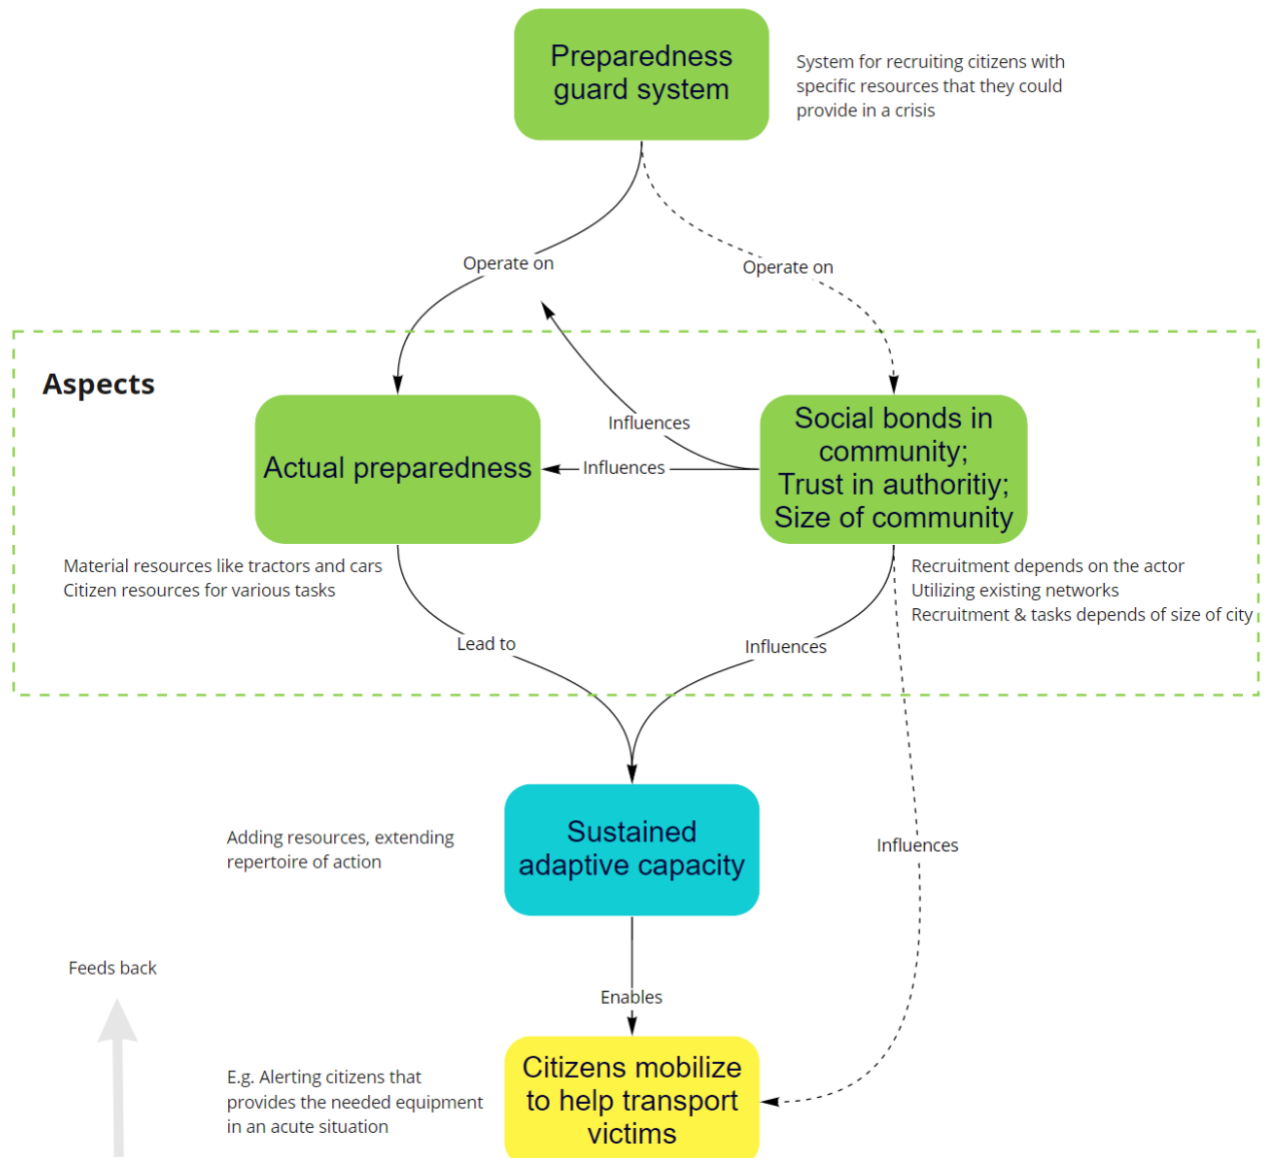 Preparedness
guard system
System for recruiting citizens with
specific resources that they could
provide in a crisis
Operate on
Operate on
Aspects
Influences
Influences
Actual preparedness
Social bonds in
community;
Trust in authoritiy;
Size of community
Material resources like tractors and cars
Citizen resources for various tasks
Recruitment depends on the actor
Utilizing existing networks
Recruitment & tasks depends of size of city
Lead to
Influences
Sustained
adaptive capacity
Adding resources, extending
repertoire of action
Influences
Feeds back
Enables
Citizens mobilize
to help transport
victims
E.g. Alerting citizens that
provides the needed equipment
in an acute situation